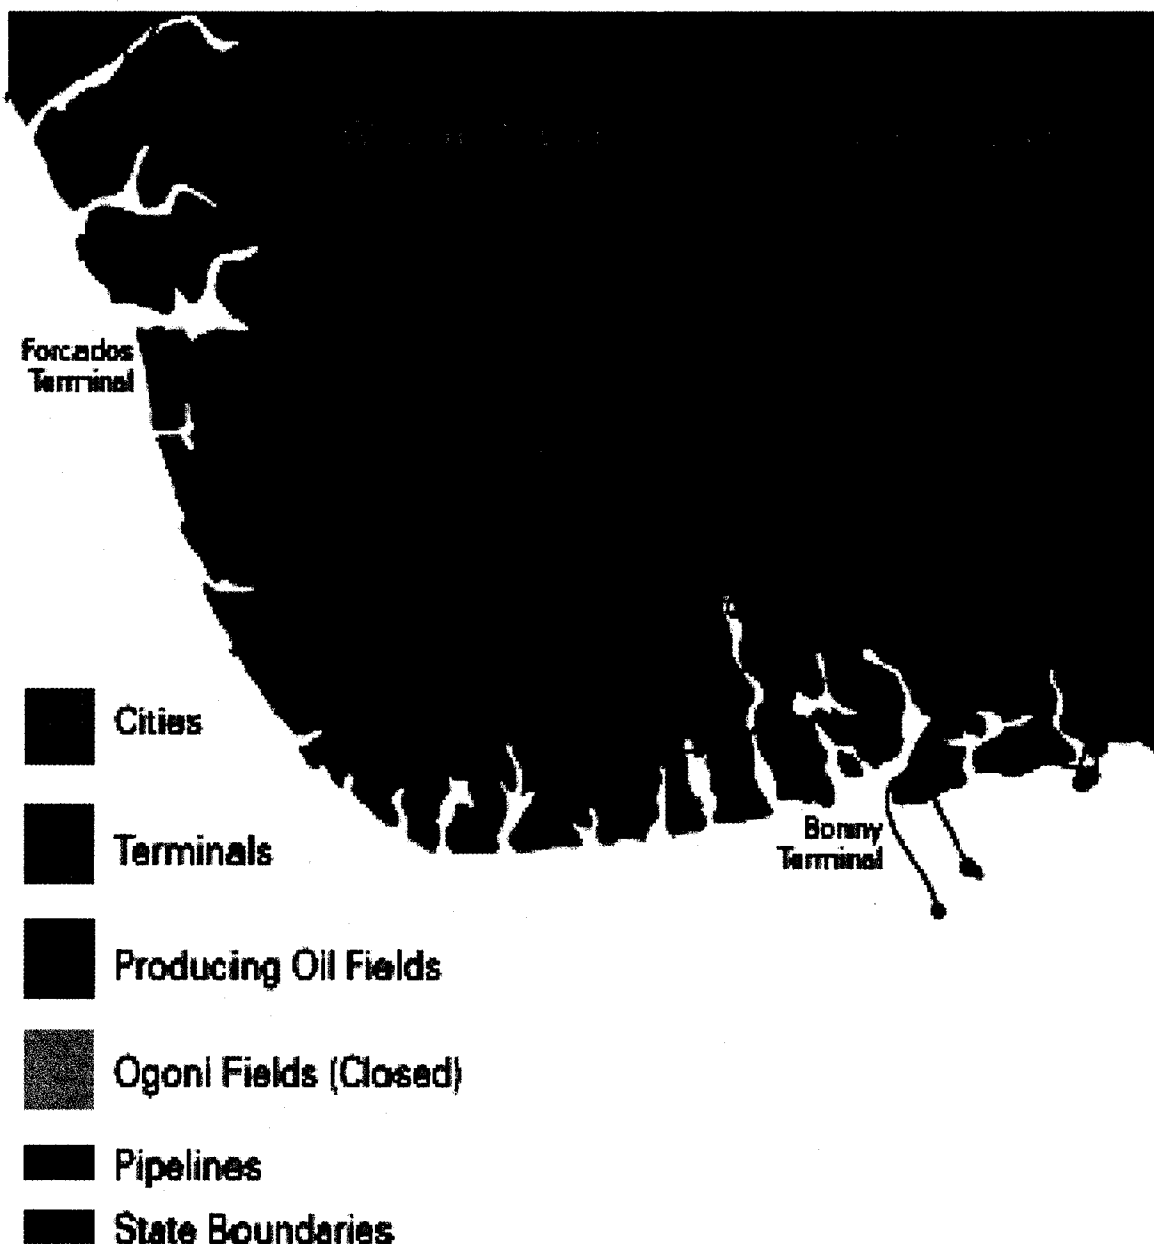 Forcados
Terminal
Cities
Terminals
Bonny
Terminal
Producing Oil Fields
Ogoni Fields (Closed)
Pipelines
State Boundaries